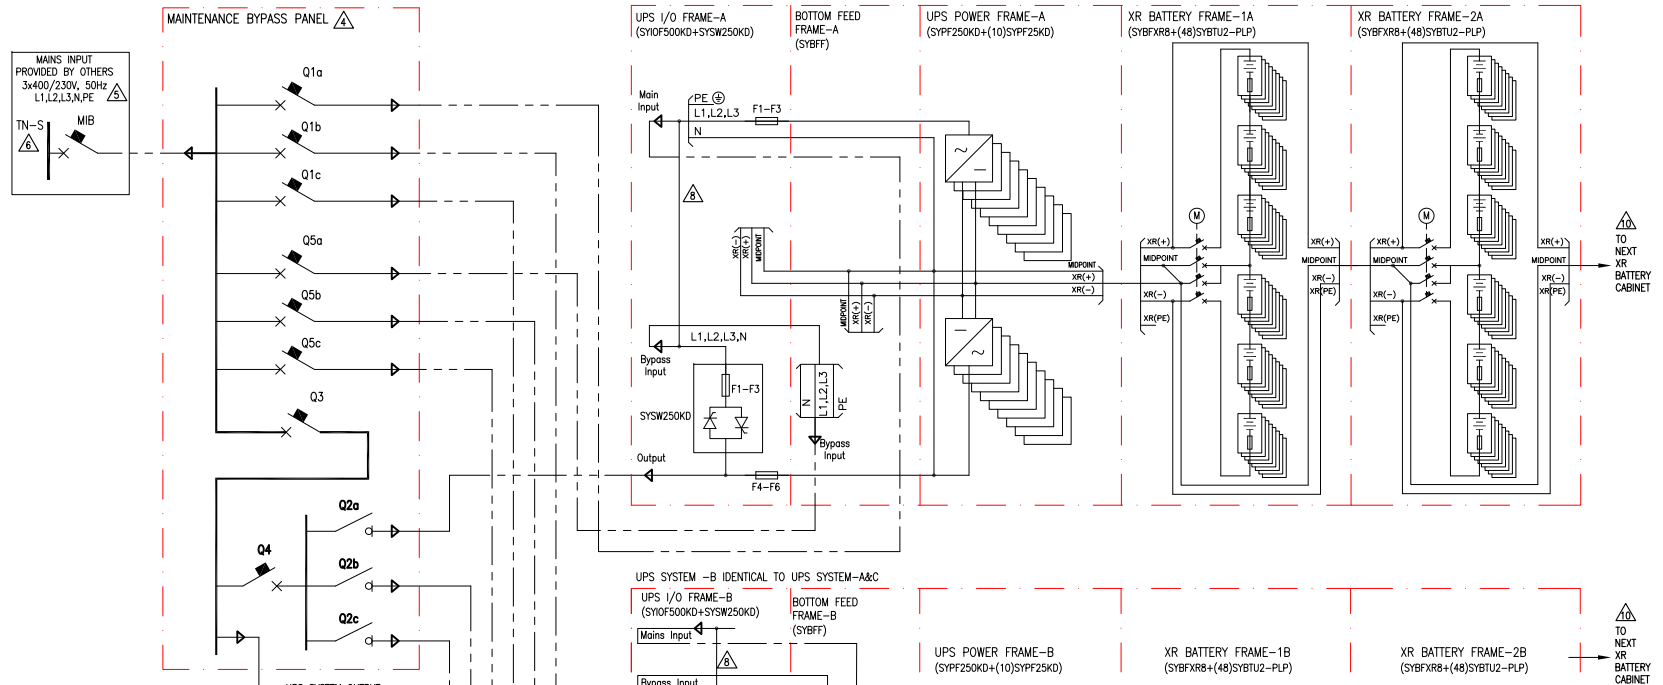 MAINTENANCE BYPASS PANEL 4
MAINS INPUT
PROVIDED BY OTHERS
3x400/230V, 50Hz
L1,L2,L3,N,PE 5
TN-S
6
MIB
Q1a
Q1b
Q1c
Q5a
Q5b
Q5c
Q3
Q2a
Q4
Q2b
Q2c
UPS I/O FRAME-A
(SYIOF500KD+SYSW250KD)
BOTTOM FEED
FRAME-A
(SYBFF)
UPS POWER FRAME-A
(SYPF250KD+(10)SYPF25KD)
XR BATTERY FRAME-1A
(SYBFXR8+(48)SYBTU2-PLP)
XR BATTERY FRAME-2A
(SYBFXR8+(48)SYBTU2-PLP)
Main
Input
PE
L1,L2,L3
N
F1-F3
8
XR(-)
XR(+)
MIDPOINT
MIDPOINT
XR(+)
XR(-)
MIDPOINT
XR(+)
XR(-)
L1,L2,L3,N
Bypass
Input
F1-F3
SYSW250KD
N
L1,L2,L3
PE
Bypass
Input
Output
F4-F6
M
XR(+)
MIDPOINT
XR(-)
XR(PE)
XR(+)
MIDPOINT
XR(-)
XR(PE)
M
XR(+)
MIDPOINT
XR(-)
XR(PE)
XR(+)
XR(-)
XR(PE)
10
TO
NEXT
XR
BATTERY
CABINET
UPS SYSTEM -B IDENTICAL TO UPS SYSTEM-A&C
UPS I/O FRAME-B
(SYIOF500KD+SYSW250KD)
BOTTOM FEED
FRAME-B
(SYBFF)
Mains Input
8
Bypass Input
UPS POWER FRAME-B
(SYPF250KD+(10)SYPF25KD)
XR BATTERY FRAME-1B
(SYBFXR8+(48)SYBTU2-PLP)
XR BATTERY FRAME-2B
(SYBFXR8+(48)SYBTU2-PLP)
10
TO
NEXT
XR
BATTERY
CABINET
UPS SYSTEM OUTPUT